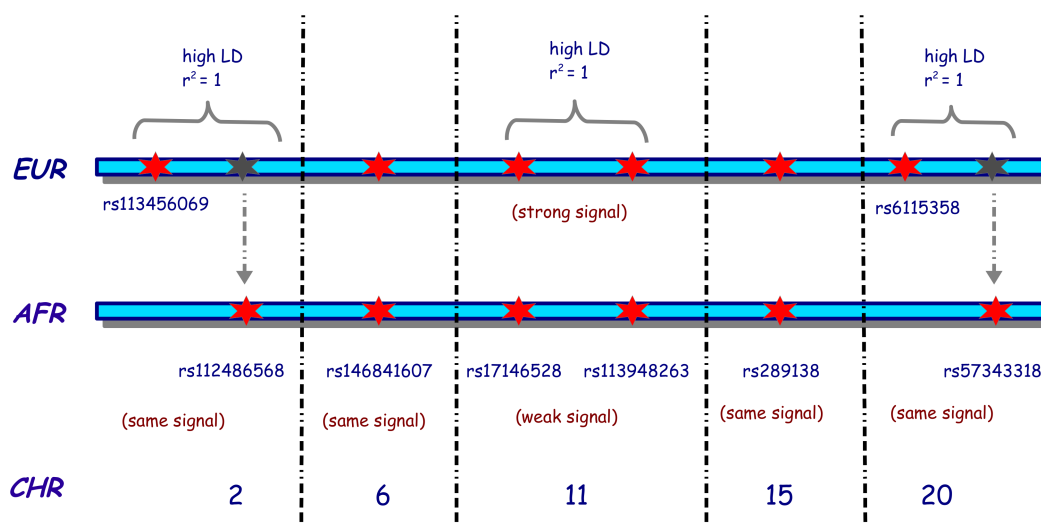 high LD
r² = 1
high LD
r² = 1
high LD
r² = 1
EUR
rs113456069
(strong signal)
rs6115358
AFR
rs112486568
rs146841607
rs17146528
rs113948263
rs289138
rs57343318
(same signal)
(same signal)
(weak signal)
(same signal)
(same signal)
CHR
2
6
11
15
20